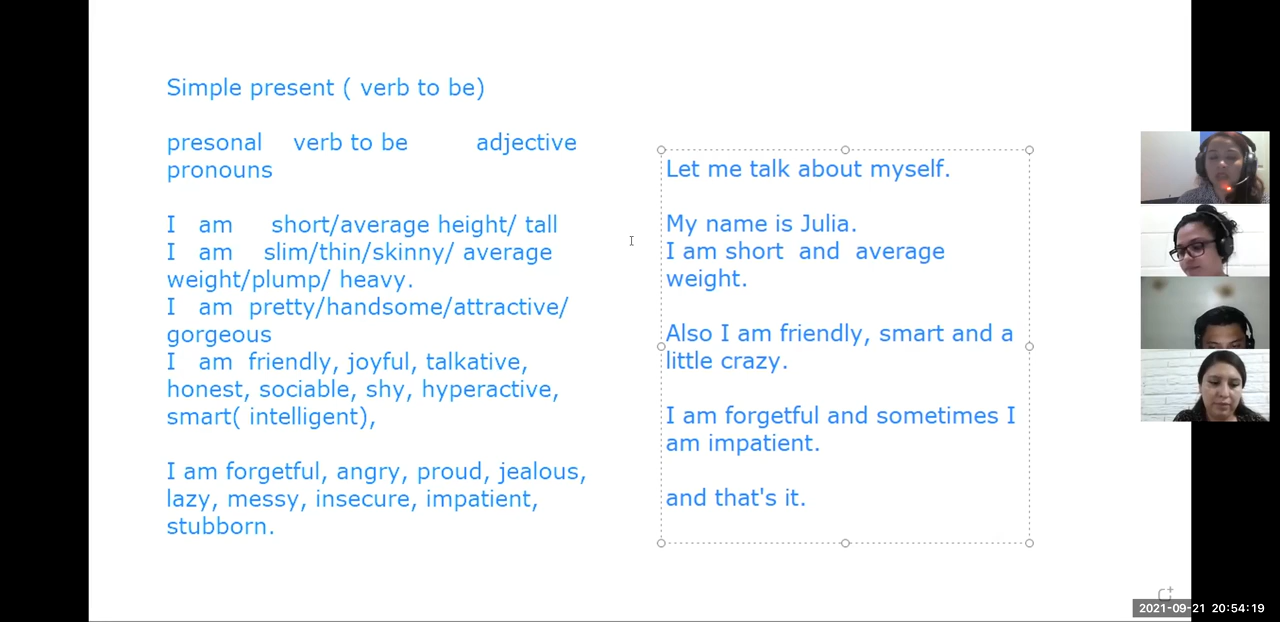 Simple present ( verb to be)
presonal verb to be adjective
pronouns
I am short/average height/ tall
I am slim/thin/skinny/ average
weight/plump/ heavy.
I am pretty/handsome/attractive/
gorgeous
I am friendly, joyful, talkative,
honest, sociable, shy, hyperactive,
smart( intelligent),
I am forgetful, angry, proud, jealous,
lazy, messy, insecure, impatient,
stubborn.
Let me talk about myself.
My name is Julia.
I am short and average
weight.
Also I am friendly, smart and a
little crazy.
I am forgetful and sometimes I
am impatient.
and that's it.
2021-09-21 20:54:19